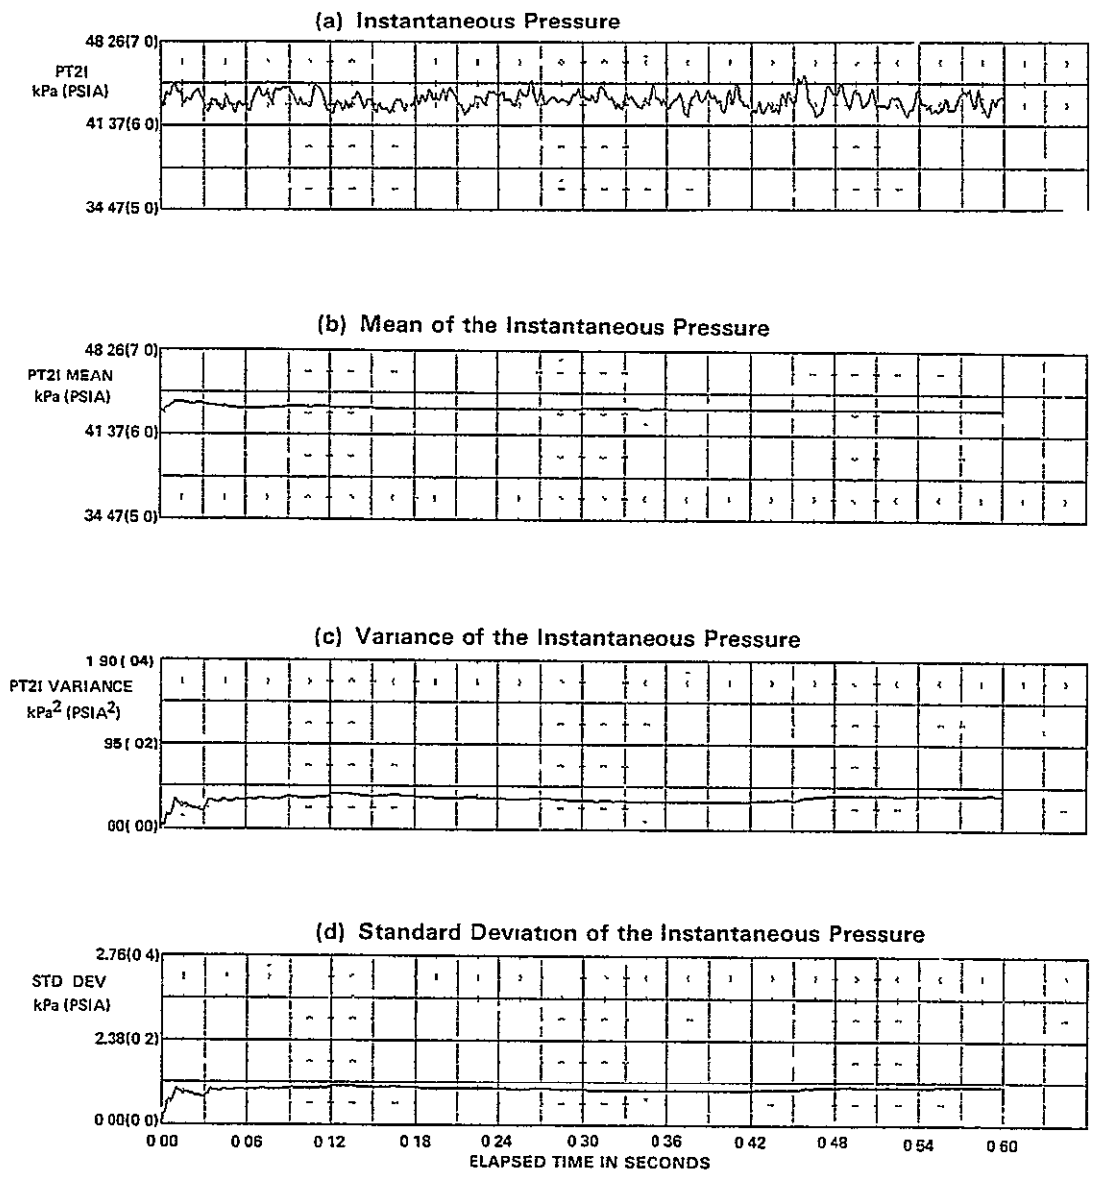 (a) Instantaneous Pressure
48 26(7 0)
PT2I
kPa (PSIA)
41 37(6 0)
34 47(5 0)
(b) Mean of the Instantaneous Pressure
48 26(7 0)
PT2I MEAN
kPa (PSIA)
41 37(6 0)
34 47(5 0)
(c) Variance of the Instantaneous Pressure
1 90( 04)
PT2I VARIANCE
kPa² (PSIA²)
95( 02)
00( 00)
(d) Standard Deviation of the Instantaneous Pressure
2.76(0 4)
STD DEV
kPa (PSIA)
2.38(0 2)
0 00(0 0)
0 00 0 06 0 12 0 18 0 24 0 30 0 36 0 42 0 48 0 54 0 60
ELAPSED TIME IN SECONDS